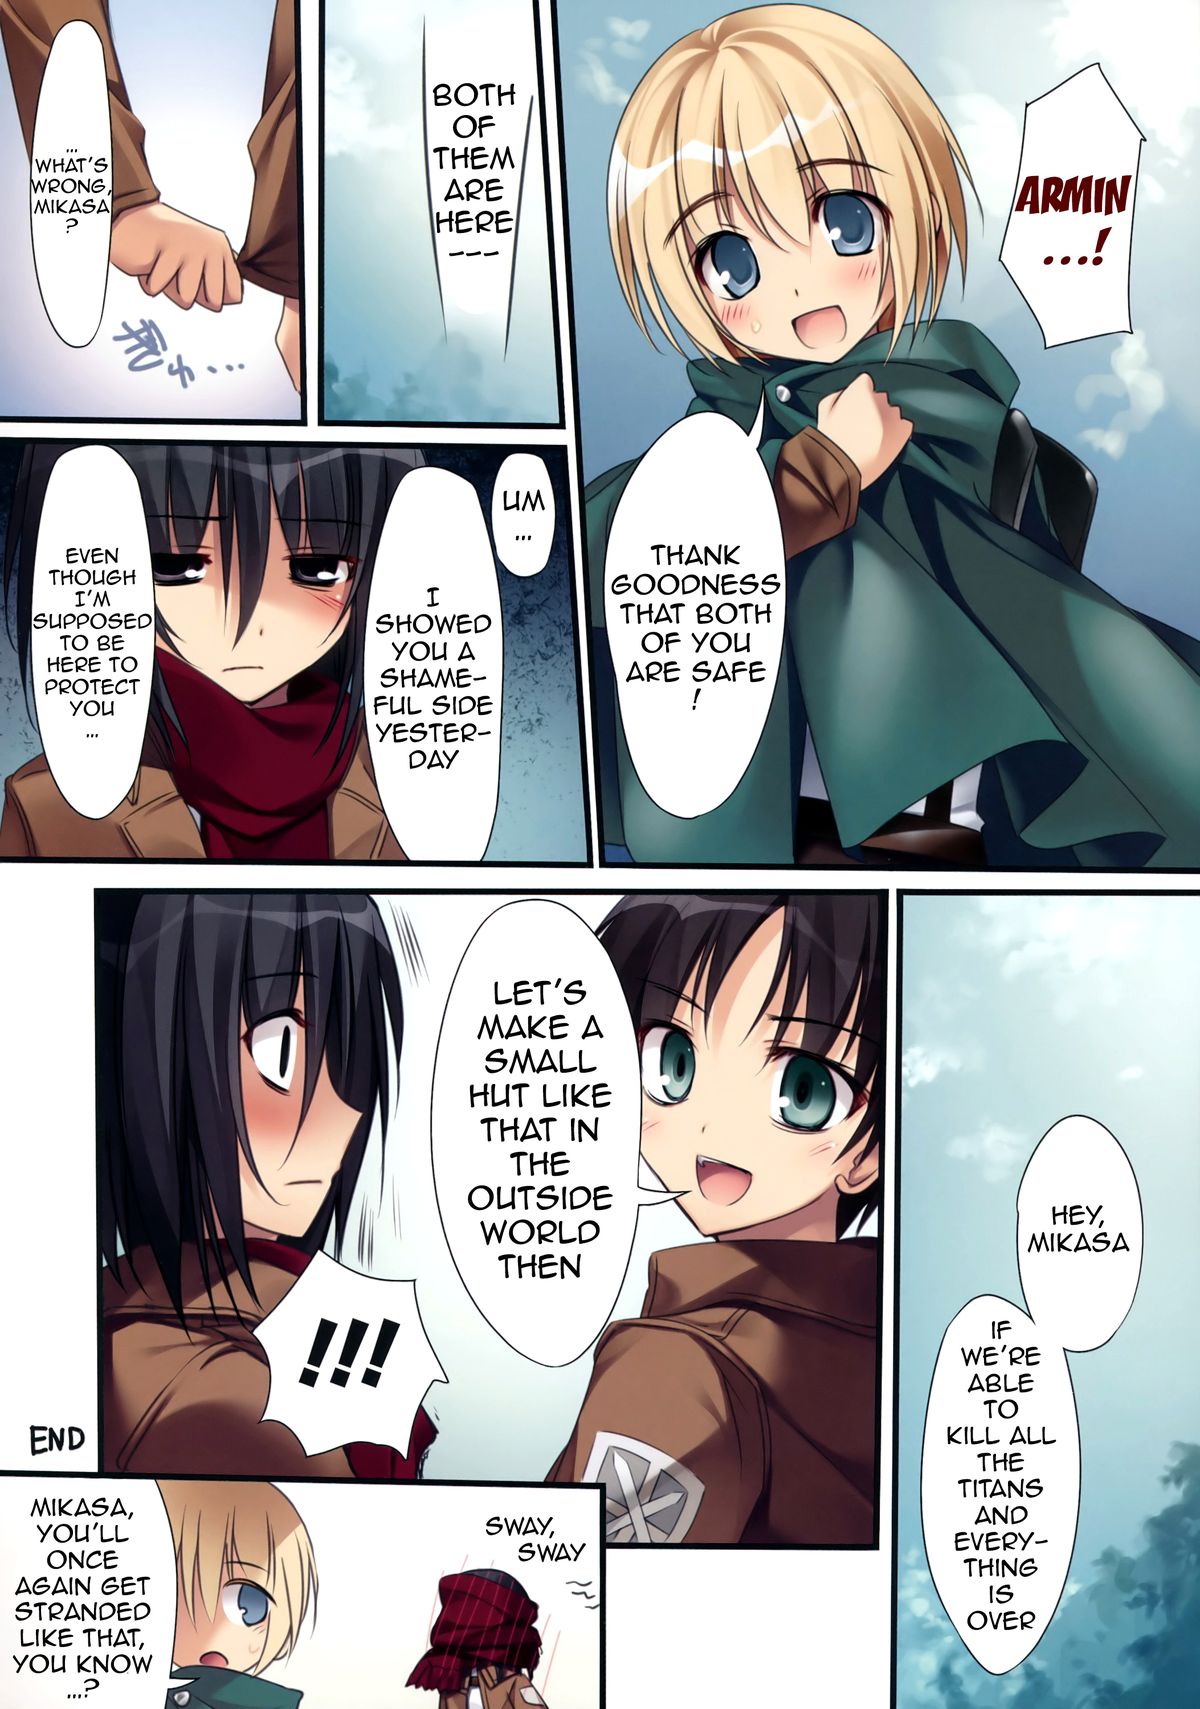 ARMIN
...!
THANK
GOODNESS
THAT BOTH
OF YOU
ARE SAFE
!
BOTH
OF
THEM
ARE
HERE
---
...
WHAT'S
WRONG,
MIKASA
?
UM
...
I
SHOWED
YOU A
SHAME-
FUL SIDE
YESTER-
DAY
EVEN
THOUGH
I'M
SUPPOSED
TO BE
HERE TO
PROTECT
YOU
...
HEY,
MIKASA
IF
WE'RE
ABLE
TO
KILL ALL
THE
TITANS
AND
EVERY-
THING
IS
OVER
LET'S
MAKE A
SMALL
HUT LIKE
THAT IN
THE
OUTSIDE
WORLD
THEN
!!!
SWAY,
SWAY
MIKASA,
YOU'LL
ONCE
AGAIN GET
STRANDED
LIKE THAT,
YOU KNOW
...?
END